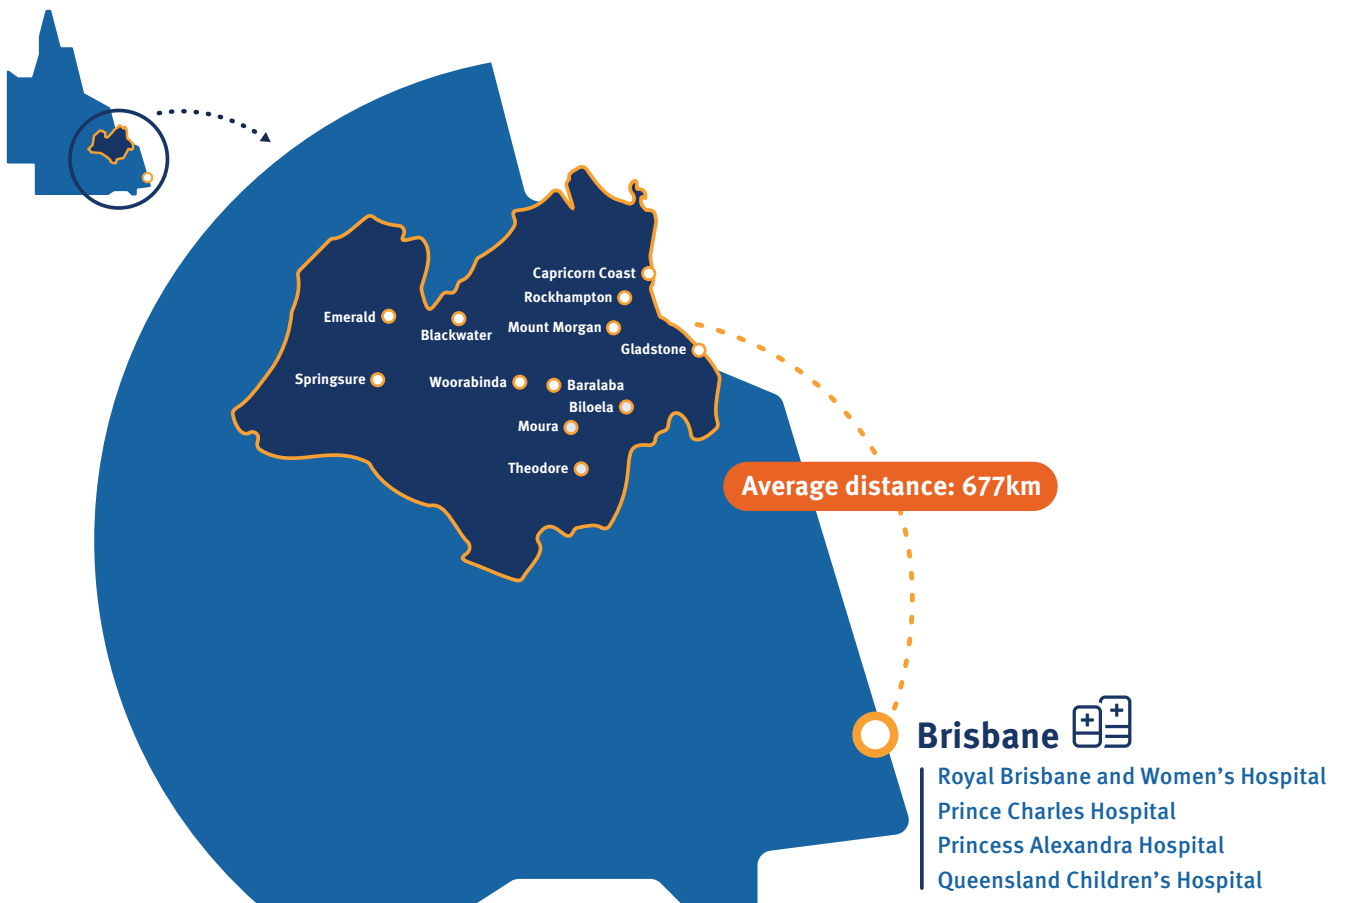 Capricorn Coast
Rockhampton
Emerald
Mount Morgan
Blackwater
Gladstone
Springsure
Woorabinda
Baralaba
Biloela
Moura
Theodore
Average distance: 677km
Brisbane
Royal Brisbane and Women’s Hospital
Prince Charles Hospital
Princess Alexandra Hospital
Queensland Children’s Hospital